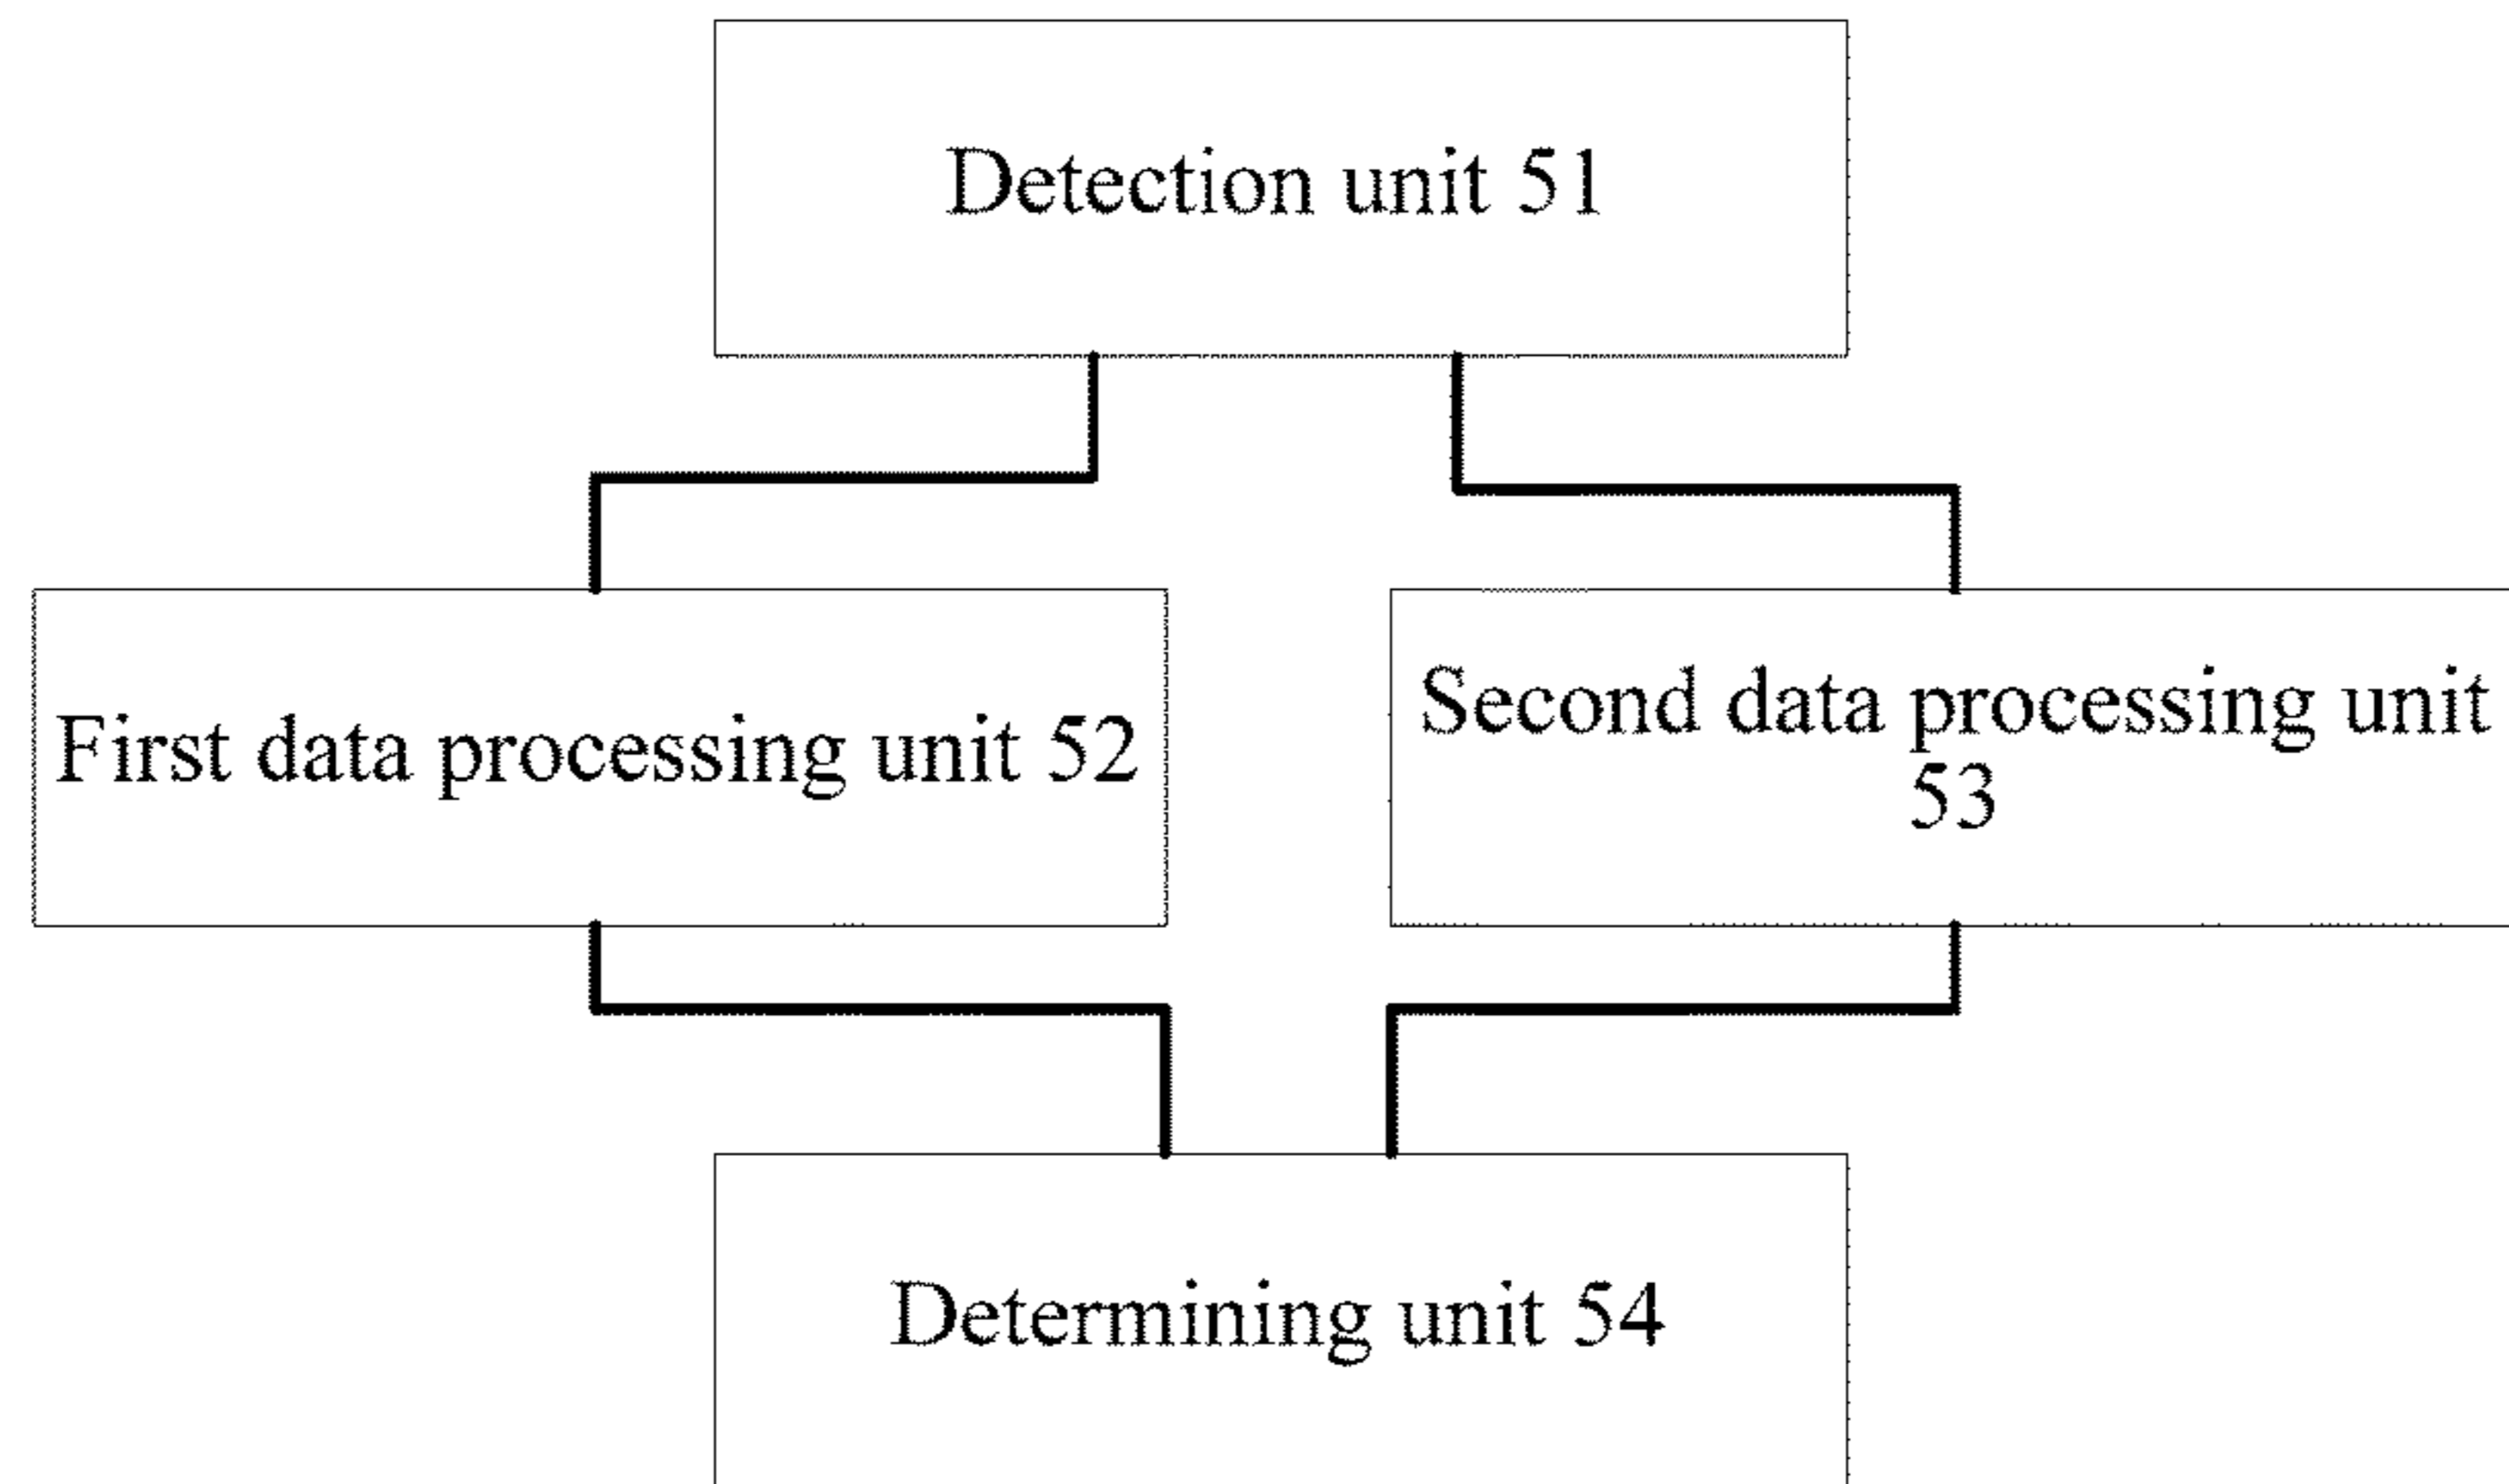 Detection unit 51
First data processing unit 52
Second data processing unit
53
Determining unit 54